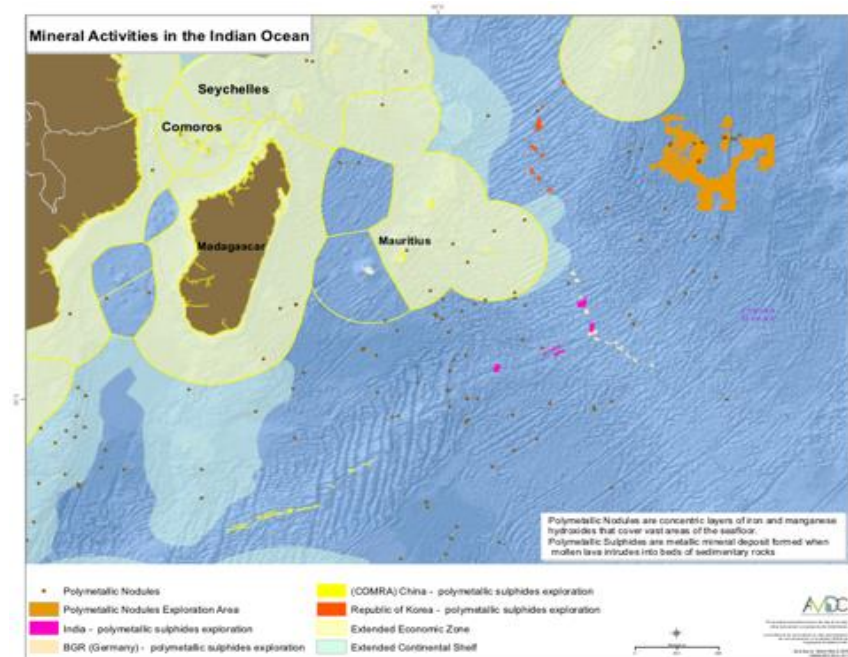 Mineral Activities in the Indian Ocean
Seychelles
Comoros
Madagascar
Mauritius
Polymetallic Nodules are concentric layers of iron and manganese
hydroxides that cover vast areas of the seafloor.
Polymetallic Sulphides are metallic mineral deposit formed when
molten lava intrudes into beds of sedimentary rocks
Polymetallic Nodules
Polymetallic Nodules Exploration Area
India - polymetallic sulphides exploration
BGR (Germany) - polymetallic sulphides exploration
(COMRA) China - polymetallic sulphides exploration
Republic of Korea - polymetallic sulphides exploration
Extended Economic Zone
Extended Continental Shelf
AMDC